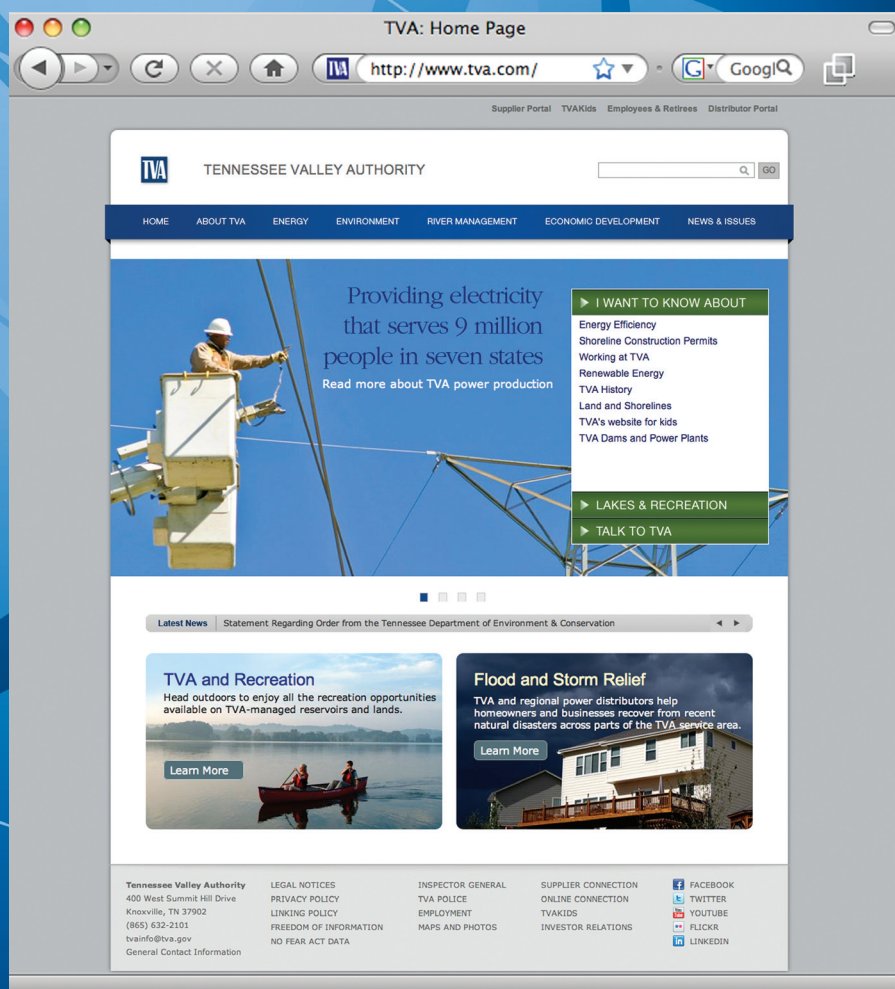 TVA: Home Page
TVA http://www.tva.com/ G GooglQ
Supplier Portal TVAKids Employees & Retirees Distributor Portal
TVA TENNESSEE VALLEY AUTHORITY GO
HOME ABOUT TVA ENERGY ENVIRONMENT RIVER MANAGEMENT ECONOMIC DEVELOPMENT NEWS & ISSUES
Providing electricity
that serves 9 million
people in seven states
Read more about TVA power production
I WANT TO KNOW ABOUT
Energy Efficiency
Shoreline Construction Permits
Working at TVA
Renewable Energy
TVA History
Land and Shorelines
TVA's website for kids
TVA Dams and Power Plants
LAKES & RECREATION
TALK TO TVA
Latest News Statement Regarding Order from the Tennessee Department of Environment & Conservation
TVA and Recreation
Head outdoors to enjoy all the recreation opportunities
available on TVA-managed reservoirs and lands.
Learn More
Flood and Storm Relief
TVA and regional power distributors help
homeowners and businesses recover from recent
natural disasters across parts of the TVA service area.
Learn More
Tennessee Valley Authority
400 West Summit Hill Drive
Knoxville, TN 37902
(865) 632-2101
tvainfo@tva.gov
General Contact Information
LEGAL NOTICES
PRIVACY POLICY
LINKING POLICY
FREEDOM OF INFORMATION
NO FEAR ACT DATA
INSPECTOR GENERAL
TVA POLICE
EMPLOYMENT
MAPS AND PHOTOS
SUPPLIER CONNECTION
ONLINE CONNECTION
TVAKIDS
INVESTOR RELATIONS
FACEBOOK
TWITTER
YOUTUBE
FLICKR
LINKEDIN